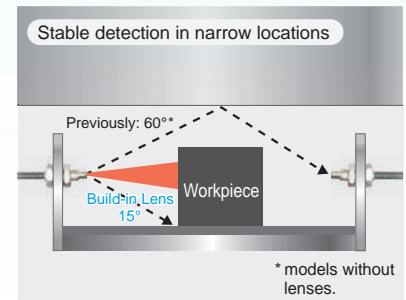 Stable detection in narrow locations
Previously: 60°*
Build-in Lens
15°
Workpiece
* models without
lenses.